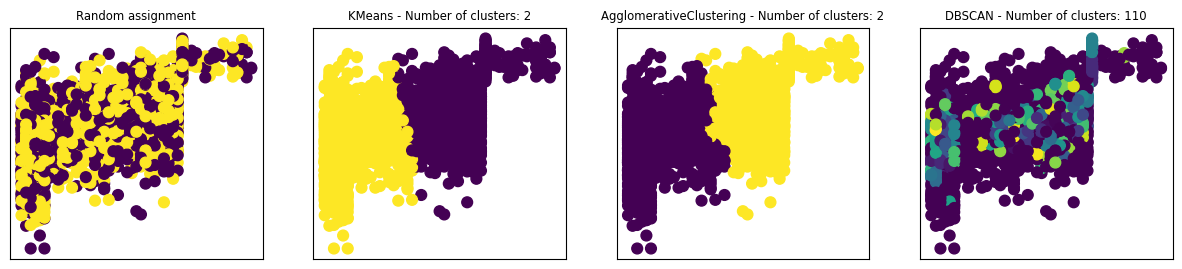 Random assignment
KMeans - Number of clusters: 2
AgglomerativeClustering - Number of clusters: 2
DBSCAN - Number of clusters: 110